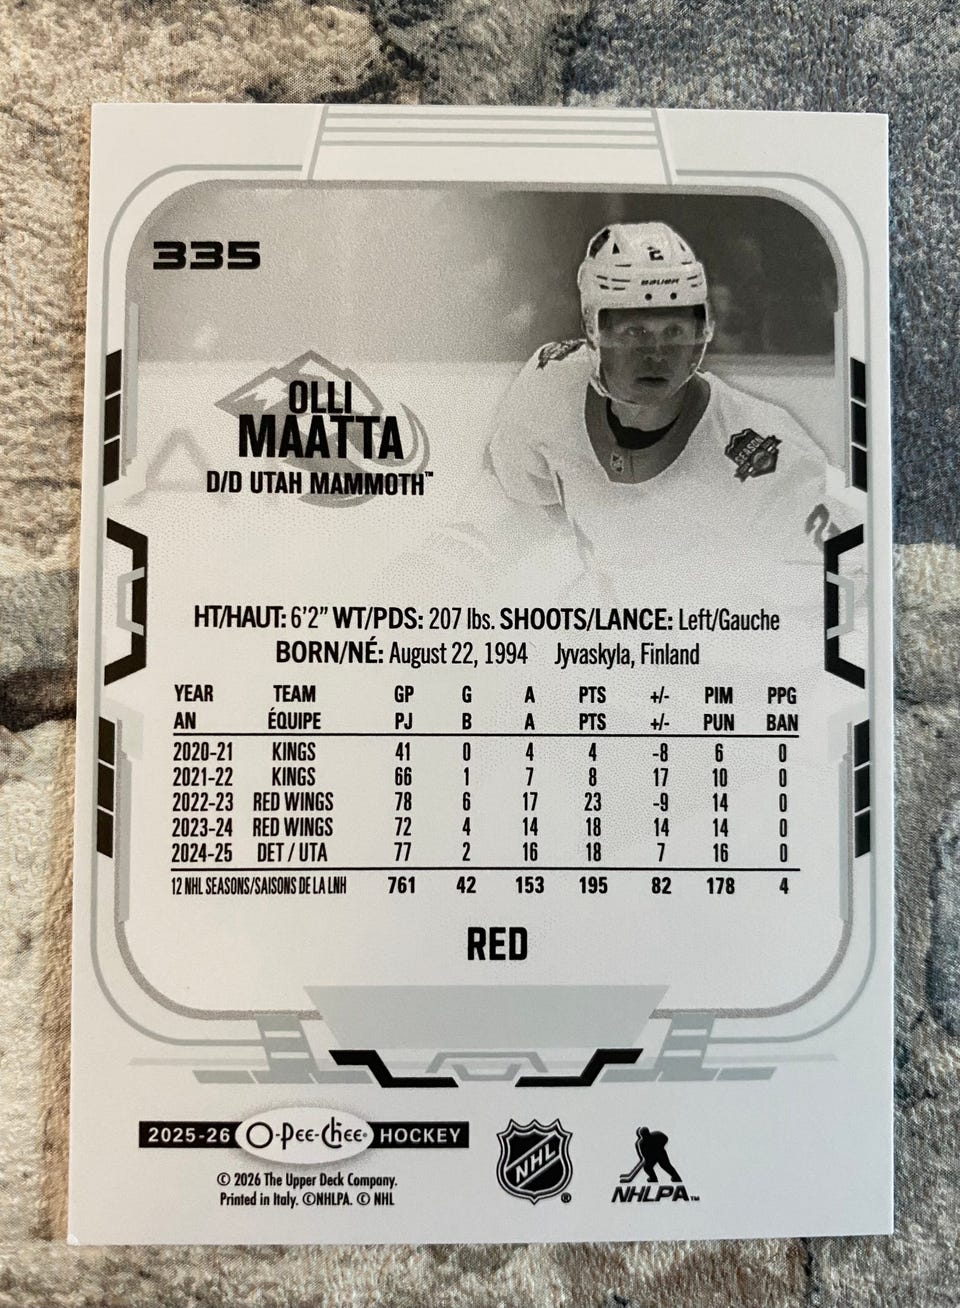 335
2
BAUER
OLLI
MAATTA
D/D UTAH MAMMOTH™
SEASON
2
HT/HAUT: 6'2" WT/PDS: 207 lbs. SHOOTS/LANCE: Left/Gauche
BORN/NÉ: August 22, 1994 Jyvaskyla, Finland
YEAR TEAM GP G A PTS +/- PIM PPG
AN ÉQUIPE PJ B A PTS +/- PUN BAN
2020-21 KINGS 41 0 4 4 -8 6 0
2021-22 KINGS 66 1 7 8 17 10 0
2022-23 RED WINGS 78 6 17 23 -9 14 0
2023-24 RED WINGS 72 4 14 18 14 14 0
2024-25 DET / UTA 77 2 16 18 7 16 0
12 NHL SEASONS/SAISONS DE LA LNH 761 42 153 195 82 178 4
RED
2025-26 O-Pee-Chee HOCKEY
© 2026 The Upper Deck Company.
Printed in Italy. ©NHLPA. © NHL
NHL ®
NHLPA™